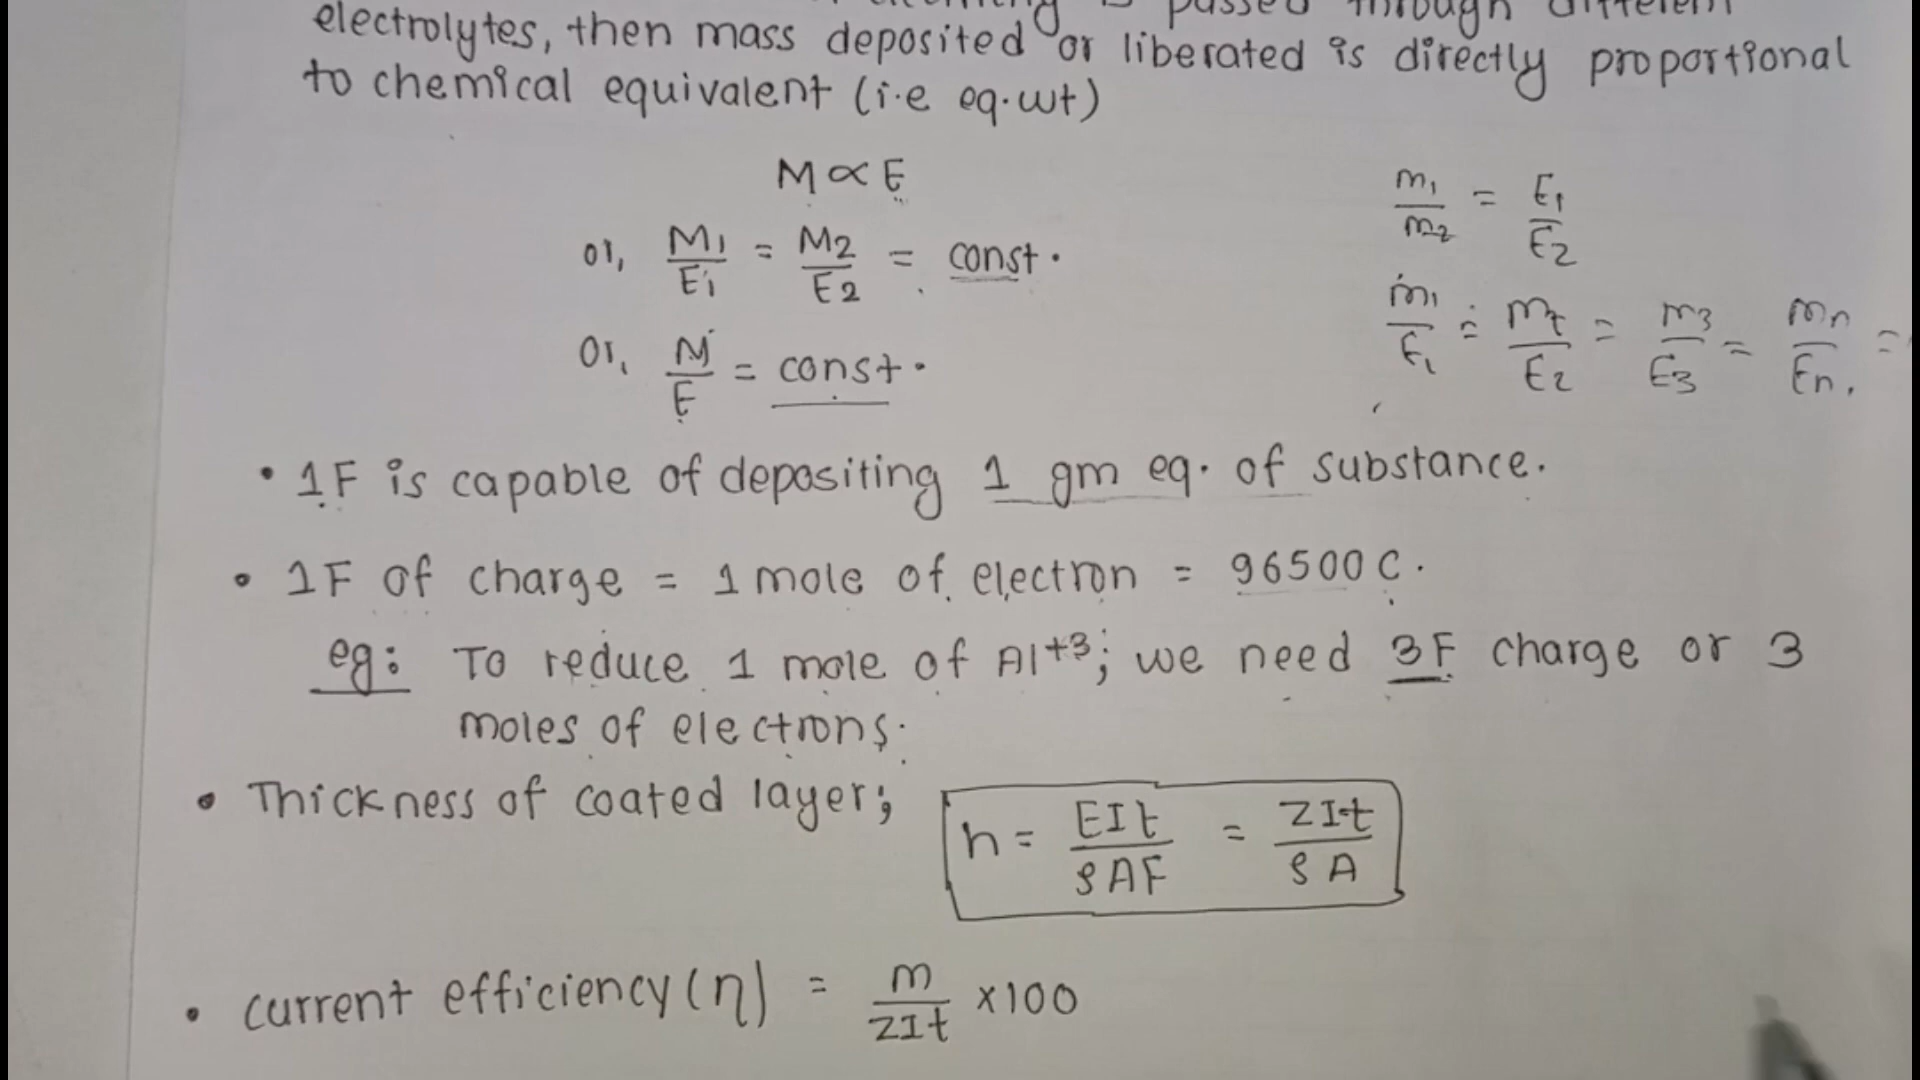 is passed through different
electrolytes, then mass deposited or liberated is directly proportional
to chemical equivalent (i.e eq.wt)
M ∝ E
or, M1/E1 = M2/E2 = const.
or, M/E = const.
m1/m2 = E1/E2
m1/E1 = m2/E2 = m3/E3 = mn/En =
• 1F is capable of depositing 1 gm eq. of substance.
• 1F of charge = 1 mole of electron = 96500 C.
eg: To reduce 1 mole of Al+3; we need 3F charge or 3
moles of electrons.
• Thickness of coated layer; h = EIt/ρAF = ZIt/ρA
• current efficiency (η) = m/ZIt ×100